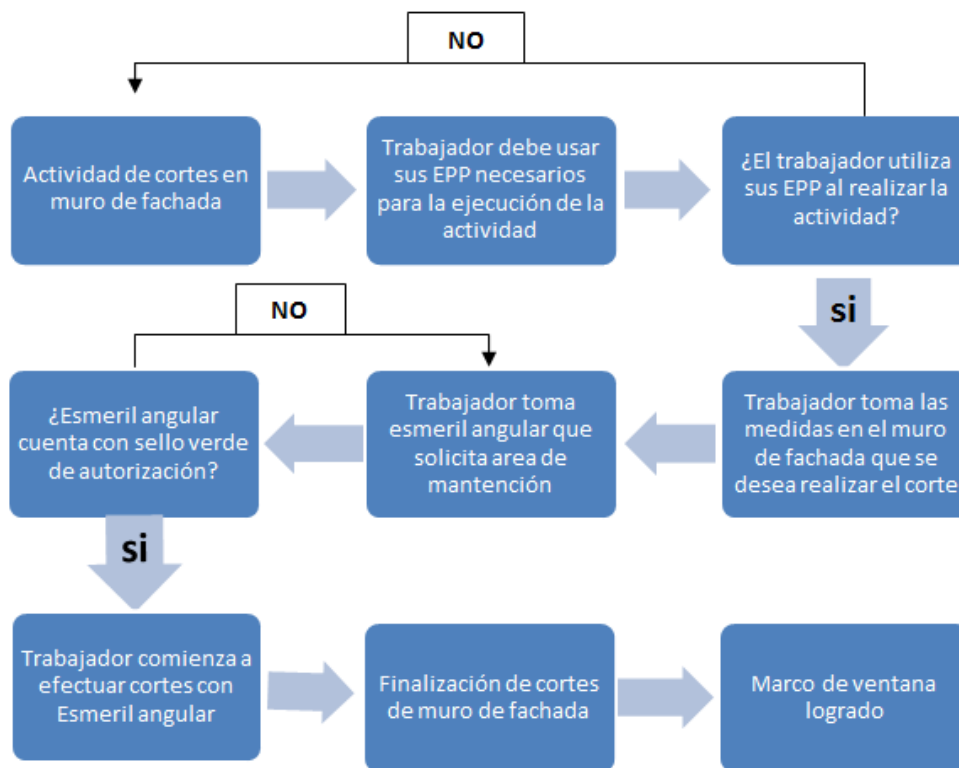 NO
Actividad de cortes en
muro de fachada
Trabajador debe usar
sus EPP necesarios
para la ejecución de la
actividad
¿El trabajador utiliza
sus EPP al realizar la
actividad?
si
NO
¿Esmeril angular
cuenta con sello verde
de autorización?
Trabajador toma
esmeril angular que
solicita area de
mantención
Trabajador toma las
medidas en el muro
de fachada que se
desea realizar el corte
si
Trabajador comienza a
efectuar cortes con
Esmeril angular
Finalización de cortes
de muro de fachada
Marco de ventana
logrado